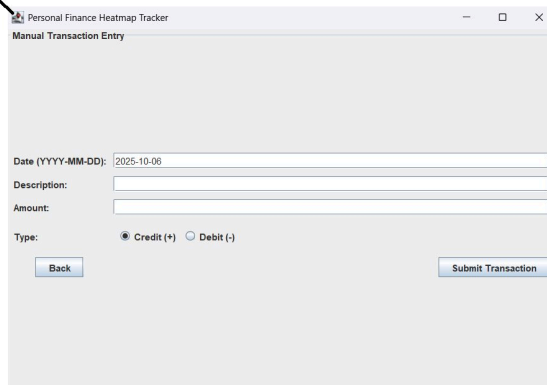 Personal Finance Heatmap Tracker
Manual Transaction Entry
Date (YYYY-MM-DD): 2025-10-06
Description:
Amount:
Type: Credit (+) Debit (-)
Back Submit Transaction